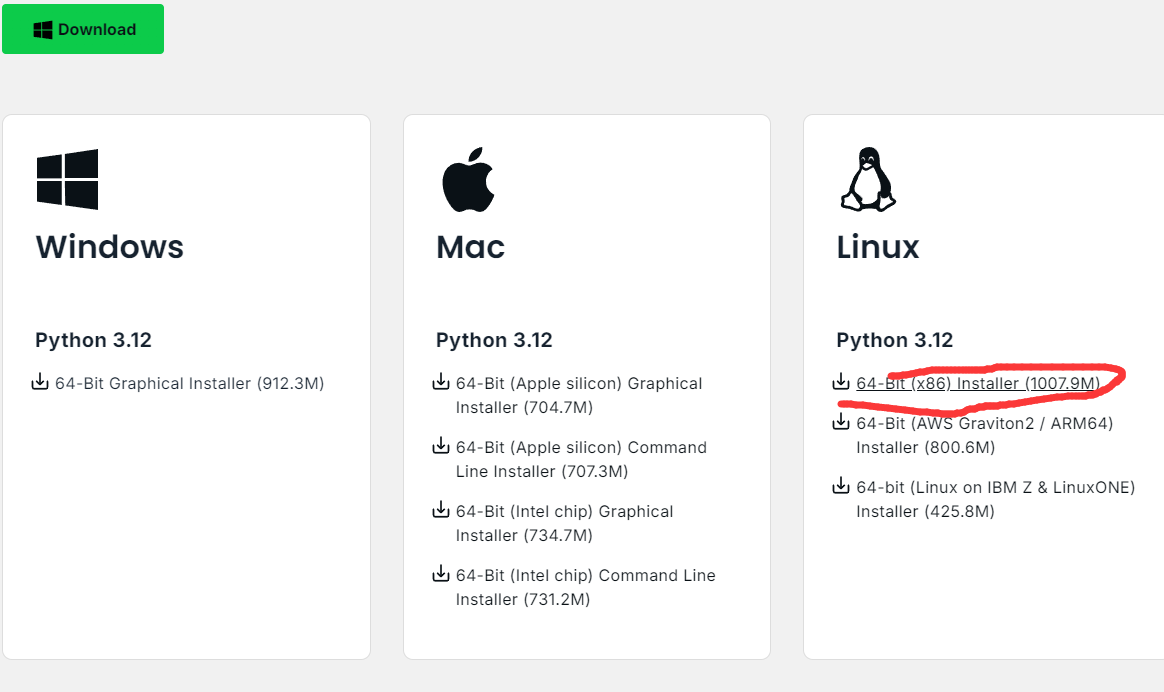 Download
Windows
Python 3.12
64-Bit Graphical Installer (912.3M)
Mac
Python 3.12
64-Bit (Apple silicon) Graphical
Installer (704.7M)
64-Bit (Apple silicon) Command
Line Installer (707.3M)
64-Bit (Intel chip) Graphical
Installer (734.7M)
64-Bit (Intel chip) Command Line
Installer (731.2M)
Linux
Python 3.12
64-Bit (x86) Installer (1007.9M)
64-Bit (AWS Graviton2 / ARM64)
Installer (800.6M)
64-bit (Linux on IBM Z & LinuxONE)
Installer (425.8M)